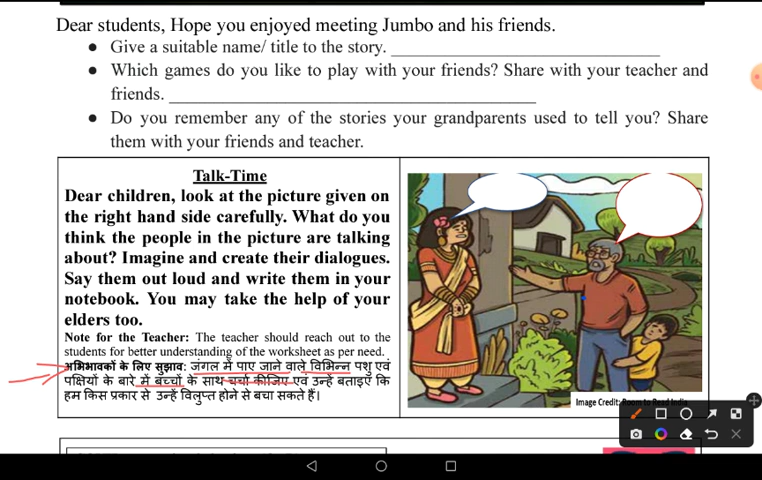 Dear students, Hope you enjoyed meeting Jumbo and his friends.
● Give a suitable name/ title to the story.
● Which games do you like to play with your friends? Share with your teacher and
friends.
● Do you remember any of the stories your grandparents used to tell you? Share
them with your friends and teacher.
Talk-Time
Dear children, look at the picture given on
the right hand side carefully. What do you
think the people in the picture are talking
about? Imagine and create their dialogues.
Say them out loud and write them in your
notebook. You may take the help of your
elders too.
Note for the Teacher: The teacher should reach out to the
students for better understanding of the worksheet as per need.
अभिभावकों के लिए सुझाव: जंगल में पाए जाने वाले विभिन्न पशु एवं
पक्षियों के बारे में बच्चों के साथ चर्चा कीजिए एवं उन्हें बताइए कि
हम किस प्रकार से उन्हें विलुप्त होने से बचा सकते हैं।
Image Credit: Room to Read India